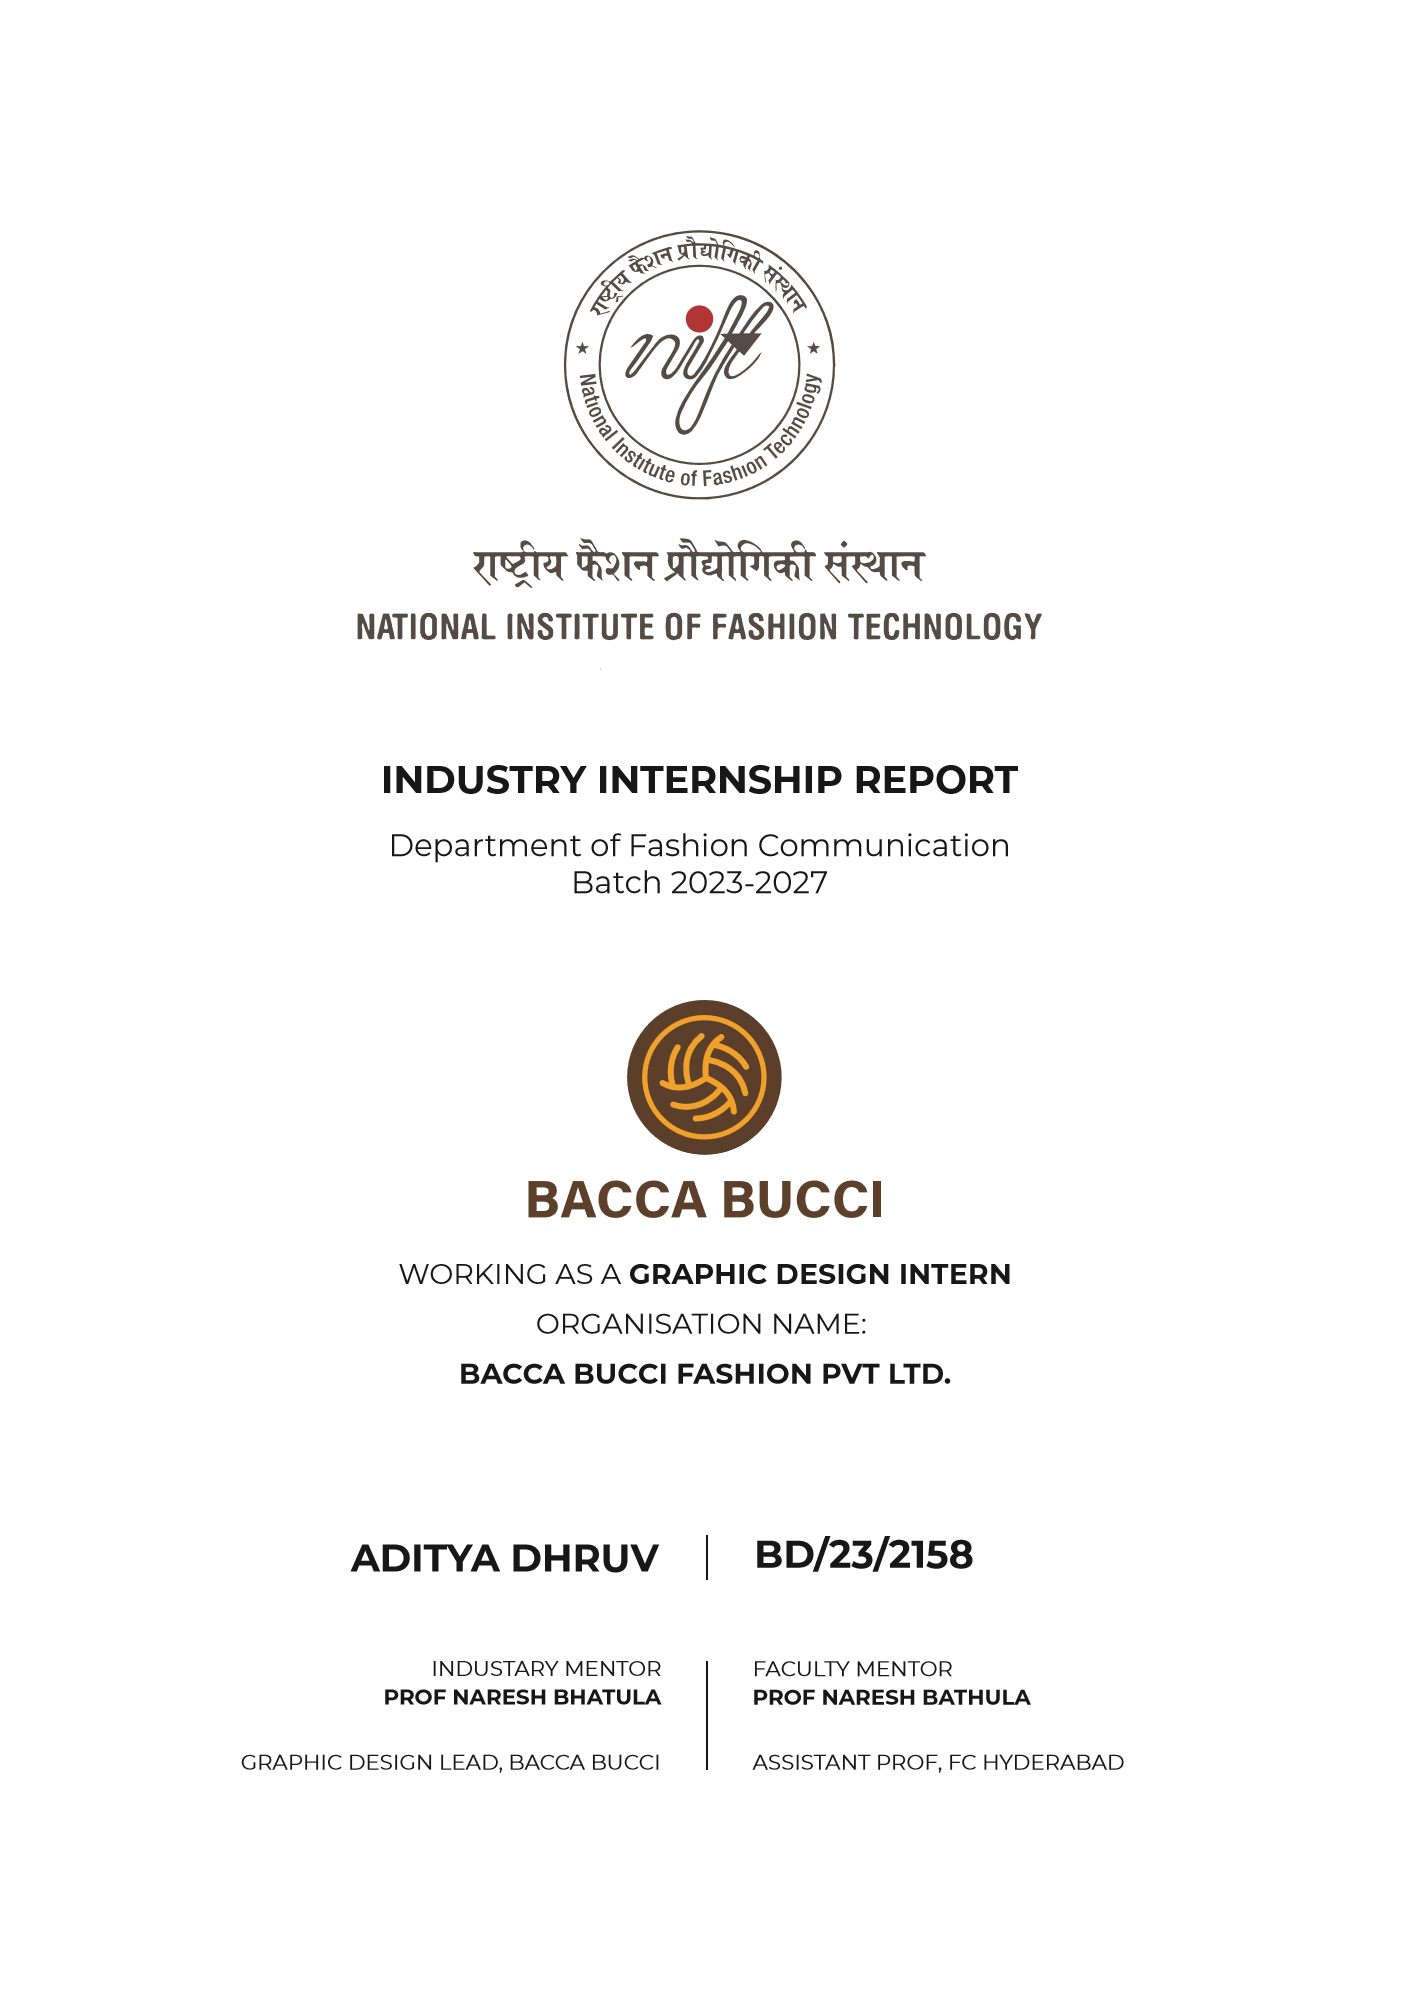 राष्ट्रीय फैशन प्रौद्योगिकी संस्थान
nift
National Institute of Fashion Technology
राष्ट्रीय फैशन प्रौद्योगिकी संस्थान
NATIONAL INSTITUTE OF FASHION TECHNOLOGY
INDUSTRY INTERNSHIP REPORT
Department of Fashion Communication
Batch 2023-2027
BACCA BUCCI
WORKING AS A GRAPHIC DESIGN INTERN
ORGANISATION NAME:
BACCA BUCCI FASHION PVT LTD.
ADITYA DHRUV
BD/23/2158
INDUSTARY MENTOR
PROF NARESH BHATULA
GRAPHIC DESIGN LEAD, BACCA BUCCI
FACULTY MENTOR
PROF NARESH BATHULA
ASSISTANT PROF, FC HYDERABAD